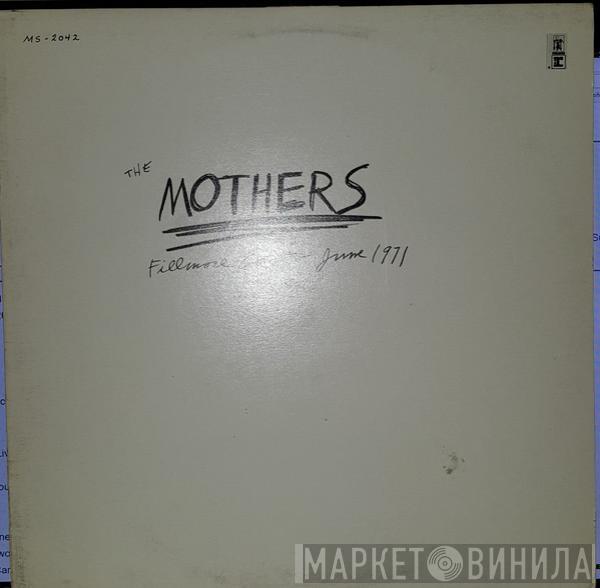 MS-2042
THE
MOTHERS
Fillmore June 1971
МАРКЕТ ВИНИЛА